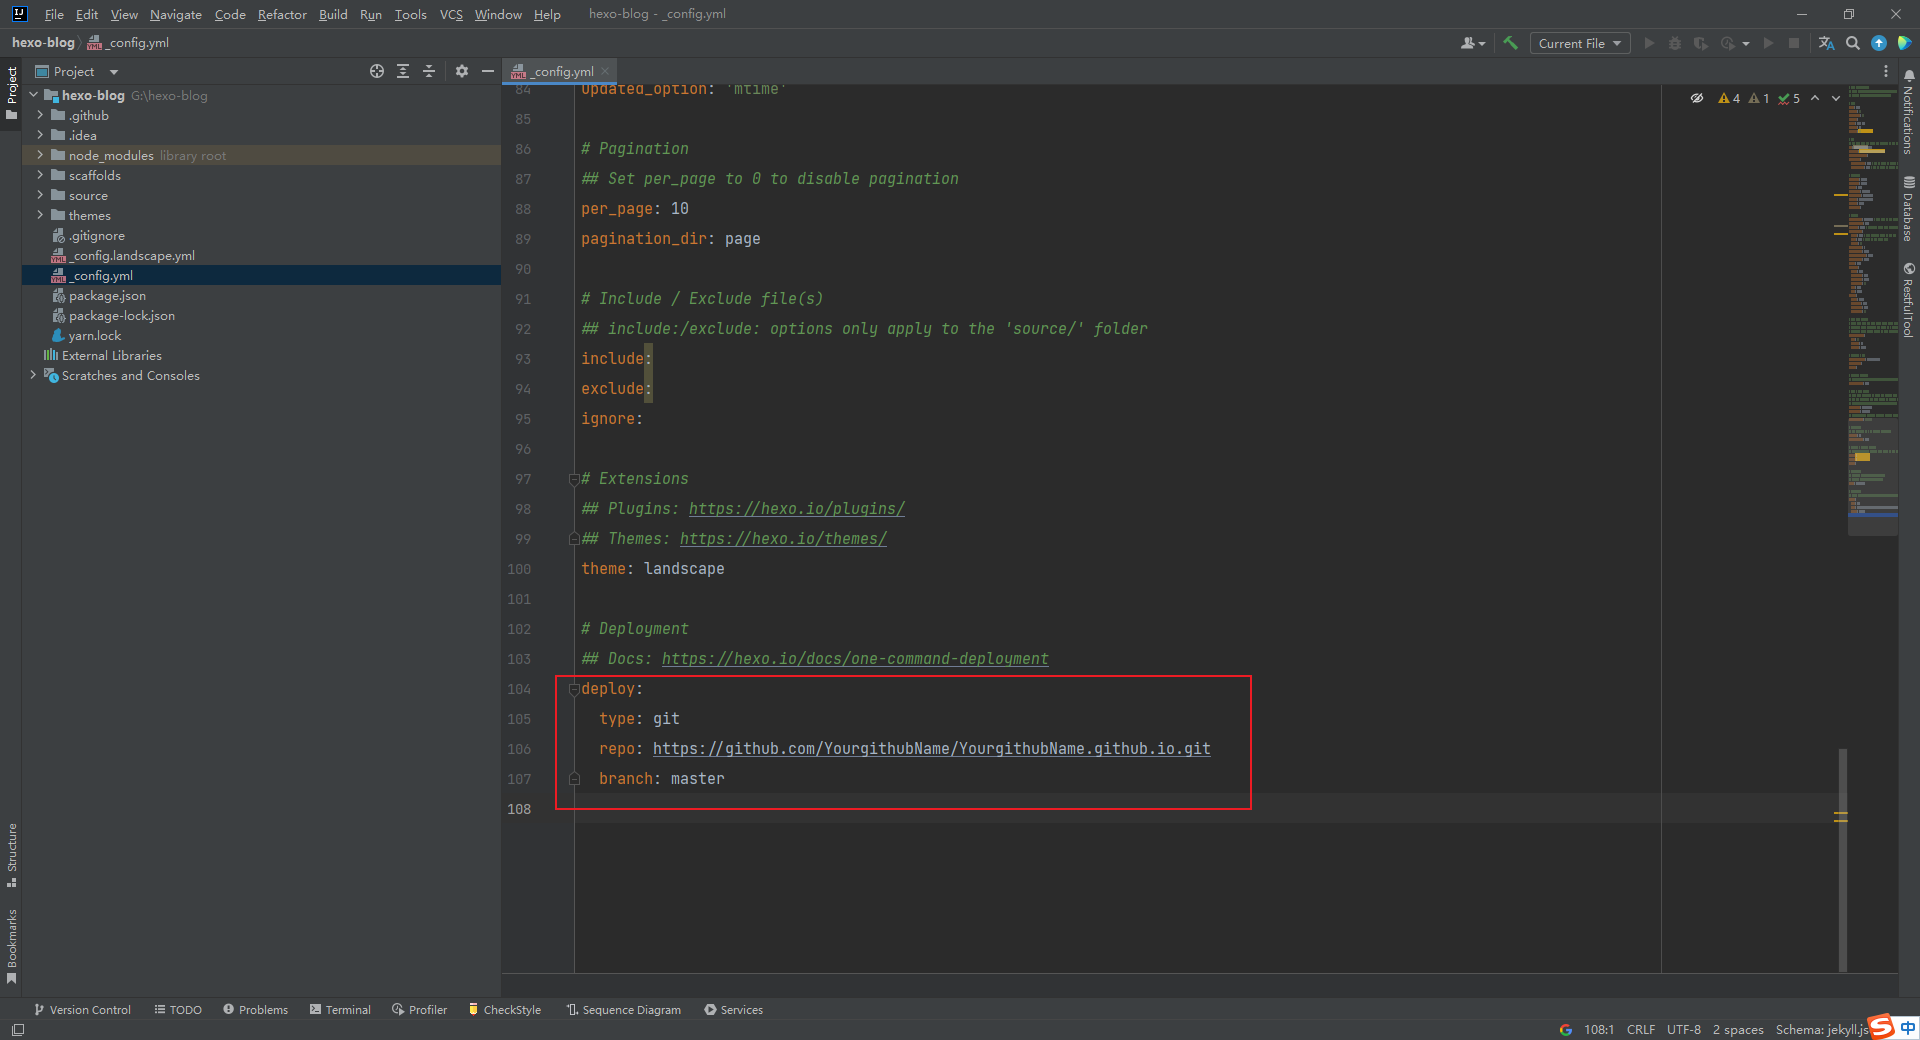 File Edit View Navigate Code Refactor Build Run Tools VCS Window Help hexo-blog - _config.yml
hexo-blog _config.yml Current File
Project
Project
_config.yml
hexo-blog G:\hexo-blog
.github
.idea
node_modules library root
scaffolds
source
themes
.gitignore
_config.landscape.yml
_config.yml
package.json
package-lock.json
yarn.lock
External Libraries
Scratches and Consoles
Structure
Bookmarks
4 1 5
84 updated_option: 'mtime'
85
86 # Pagination
87 ## Set per_page to 0 to disable pagination
88 per_page: 10
89 pagination_dir: page
90
91 # Include / Exclude file(s)
92 ## include:/exclude: options only apply to the 'source/' folder
93 include:
94 exclude:
95 ignore:
96
97 # Extensions
98 ## Plugins: https://hexo.io/plugins/
99 ## Themes: https://hexo.io/themes/
100 theme: landscape
101
102 # Deployment
103 ## Docs: https://hexo.io/docs/one-command-deployment
104 deploy:
105 type: git
106 repo: https://github.com/YourgithubName/YourgithubName.github.io.git
107 branch: master
108
Notifications
Database
RestfulTool
Version Control TODO Problems Terminal Profiler CheckStyle Sequence Diagram Services
108:1 CRLF UTF-8 2 spaces Schema: jekyll.js
中